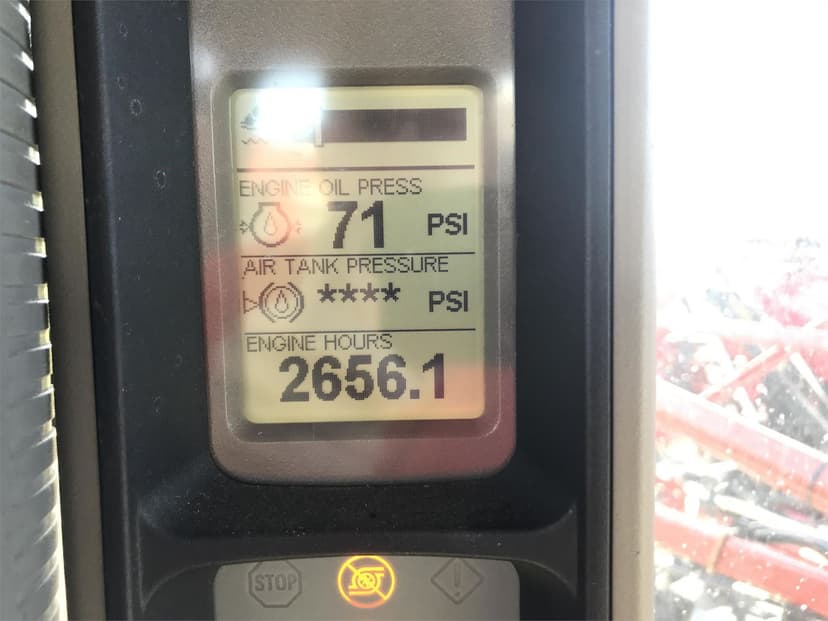 ENGINE OIL PRESS
71 PSI
AIR TANK PRESSURE
**** PSI
ENGINE HOURS
2656.1
STOP